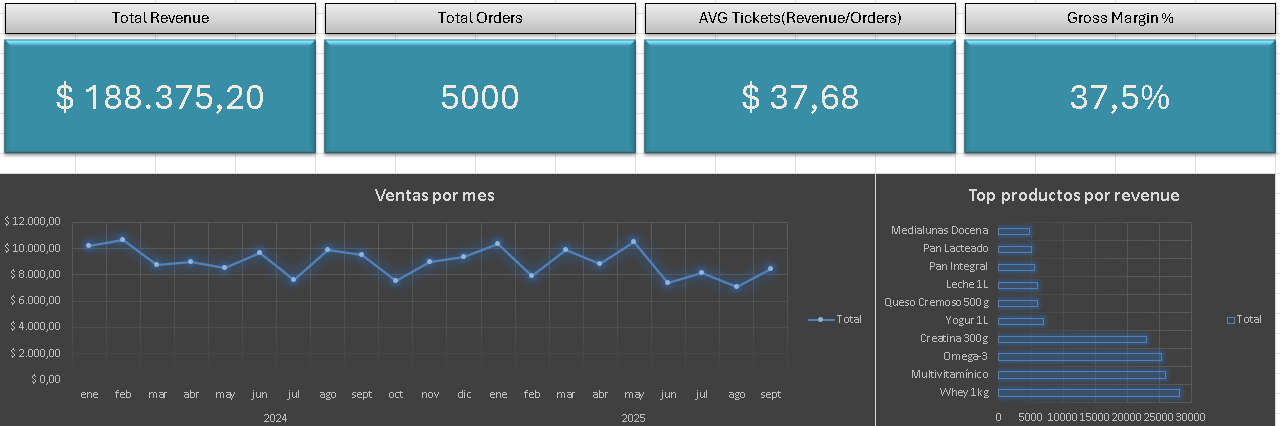 Total Revenue
Total Orders
AVG Tickets(Revenue/Orders)
Gross Margin %
$ 188.375,20
5000
$ 37,68
37,5%
Ventas por mes
$ 12.000,00
$ 10.000,00
$ 8.000,00
$ 6.000,00
$ 4.000,00
$ 2.000,00
$ 0,00
ene feb mar abr may jun jul ago sept oct nov dic ene feb mar abr may jun jul ago sept
2024 2025
Total
Top productos por revenue
Medialunas Docena
Pan Lacteado
Pan Integral
Leche 1L
Queso Cremoso 500 g
Yogur 1L
Creatina 300g
Omega-3
Multivitamínico
Whey 1kg
0 5000 10000 15000 20000 25000 30000
Total